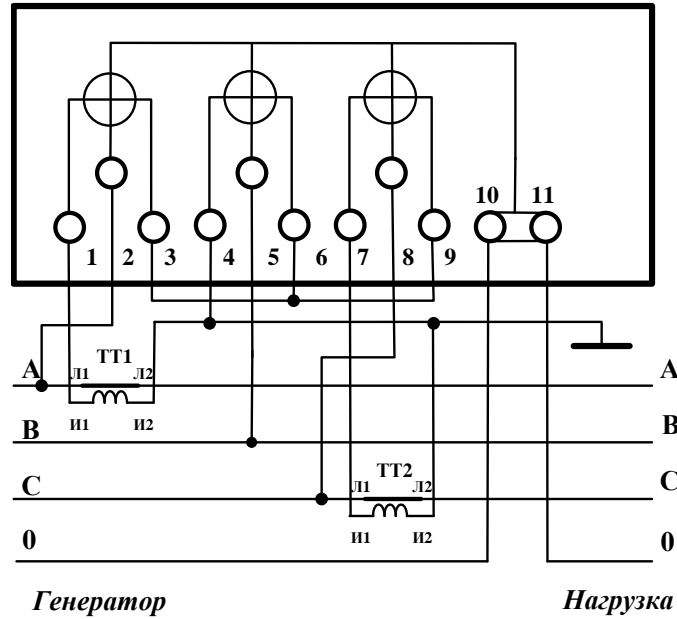 10 11
1 2 3 4 5 6 7 8 9
А ТТ1 А
Л1 Л2
И1 И2
В В
ТТ2
С Л1 Л2 С
И1 И2
0 0
Генератор Нагрузка